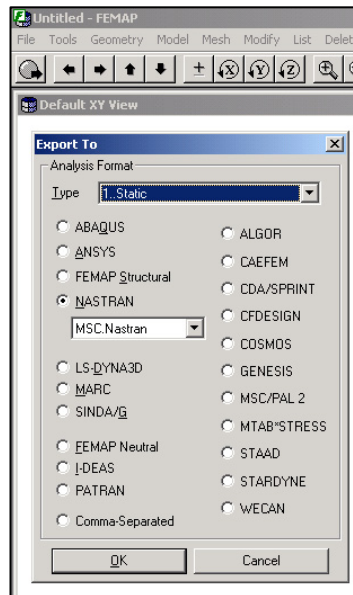 Untitled - FEMAP
File Tools Geometry Model Mesh Modify List Delet
± X Y Z
Default XY View
Export To
Analysis Format
Type 1..Static
ABAQUS
ANSYS
FEMAP Structural
NASTRAN
MSC.Nastran
LS-DYNA3D
MARC
SINDA/G
FEMAP Neutral
I-DEAS
PATRAN
Comma-Separated
ALGOR
CAEFEM
CDA/SPRINT
CFDESIGN
COSMOS
GENESIS
MSC/PAL 2
MTAB*STRESS
STAAD
STARDYNE
WECAN
OK Cancel